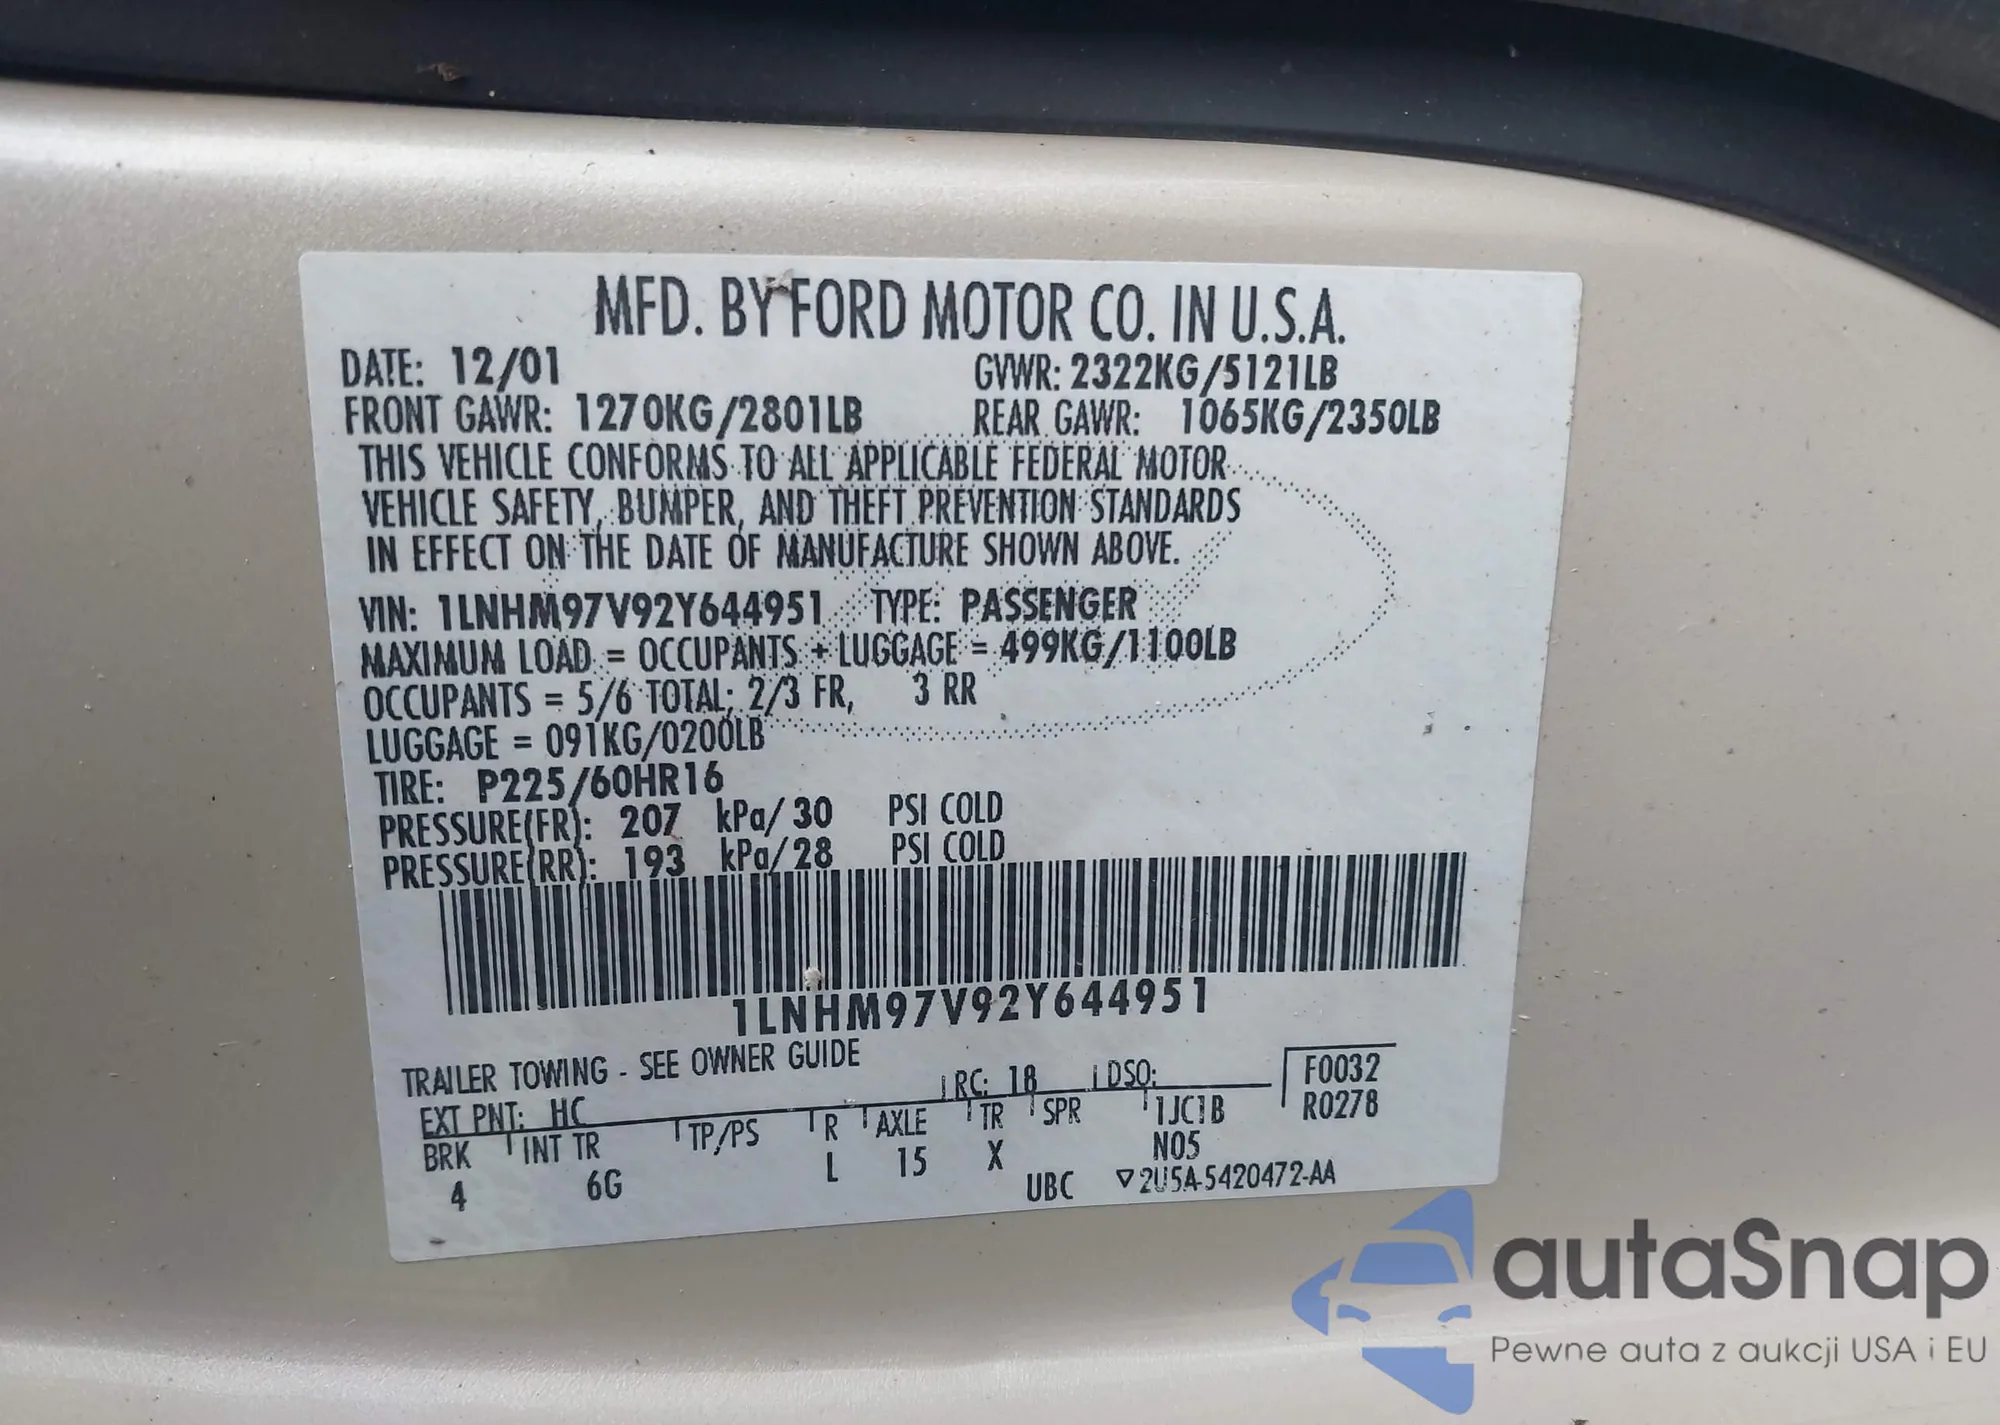 MFD. BY FORD MOTOR CO. IN U.S.A.
DATE: 12/01 GVWR: 2322KG/5121LB
FRONT GAWR: 1270KG/2801LB REAR GAWR: 1065KG/2350LB
THIS VEHICLE CONFORMS TO ALL APPLICABLE FEDERAL MOTOR
VEHICLE SAFETY, BUMPER, AND THEFT PREVENTION STANDARDS
IN EFFECT ON THE DATE OF MANUFACTURE SHOWN ABOVE.
VIN: 1LNHM97V92Y644951 TYPE: PASSENGER
MAXIMUM LOAD = OCCUPANTS + LUGGAGE = 499KG/1100LB
OCCUPANTS = 5/6 TOTAL; 2/3 FR, 3 RR
LUGGAGE = 091KG/0200LB
TIRE: P225/60HR16
PRESSURE(FR): 207 kPa/30 PSI COLD
PRESSURE(RR): 193 kPa/28 PSI COLD
1LNHM97V92Y644951
TRAILER TOWING - SEE OWNER GUIDE
EXT PNT: HC RC: 18 DSO: F0032
BRK INT TR TP/PS R AXLE TR SPR 1JC1B R0278
4 6G L 15 X N05
UBC ▽2U5A-5420472-AA
autaSnap
Pewne auta z aukcji USA i EU